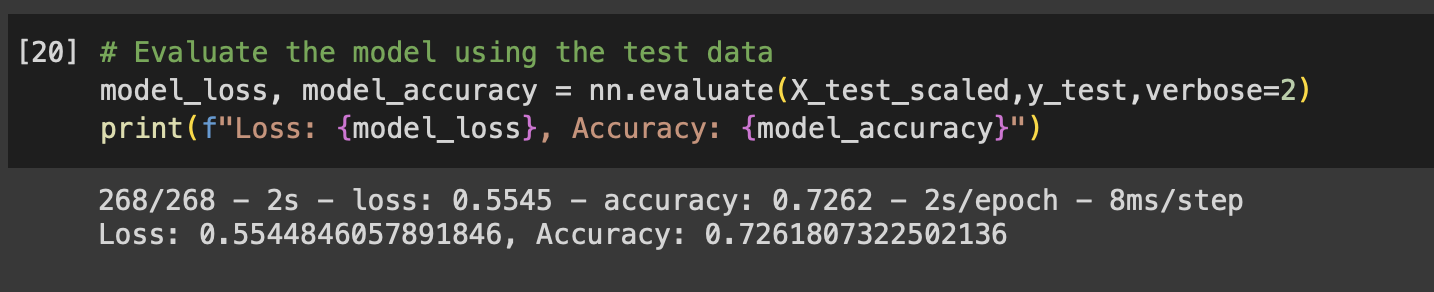 [20] # Evaluate the model using the test data
model_loss, model_accuracy = nn.evaluate(X_test_scaled,y_test,verbose=2)
print(f"Loss: {model_loss}, Accuracy: {model_accuracy}")
268/268 - 2s - loss: 0.5545 - accuracy: 0.7262 - 2s/epoch - 8ms/step
Loss: 0.5544846057891846, Accuracy: 0.7261807322502136